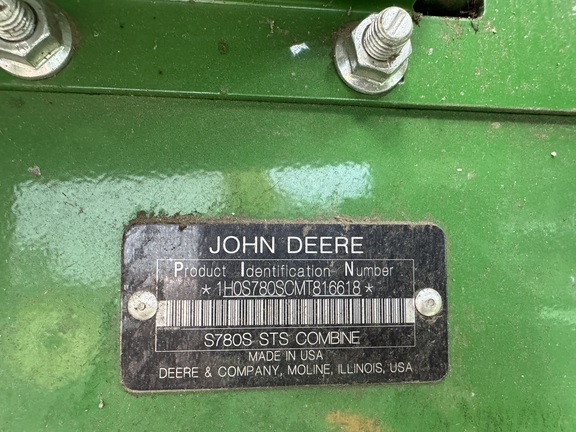 JOHN DEERE
Product Identification Number
*1H0S780SCMT816618*
S780S STS COMBINE
MADE IN USA
DEERE & COMPANY, MOLINE, ILLINOIS, USA